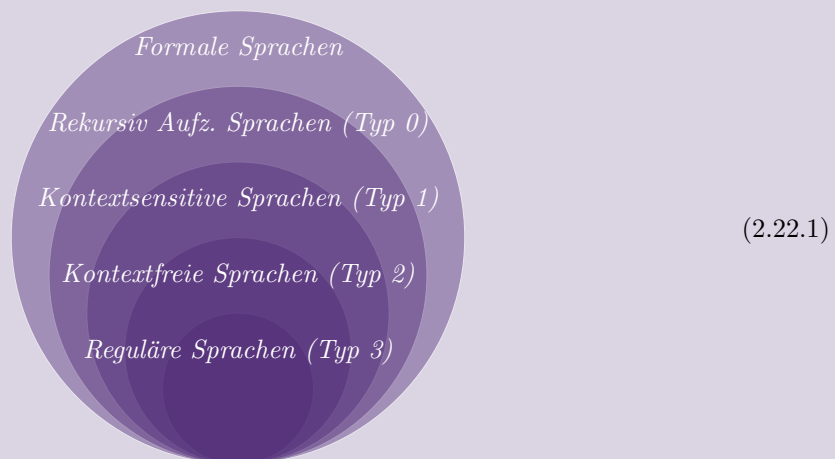 Formale Sprachen
Rekursiv Aufz. Sprachen (Typ 0)
Kontextsensitive Sprachen (Typ 1)
(2.22.1)
Kontextfreie Sprachen (Typ 2)
Reguläre Sprachen (Typ 3)